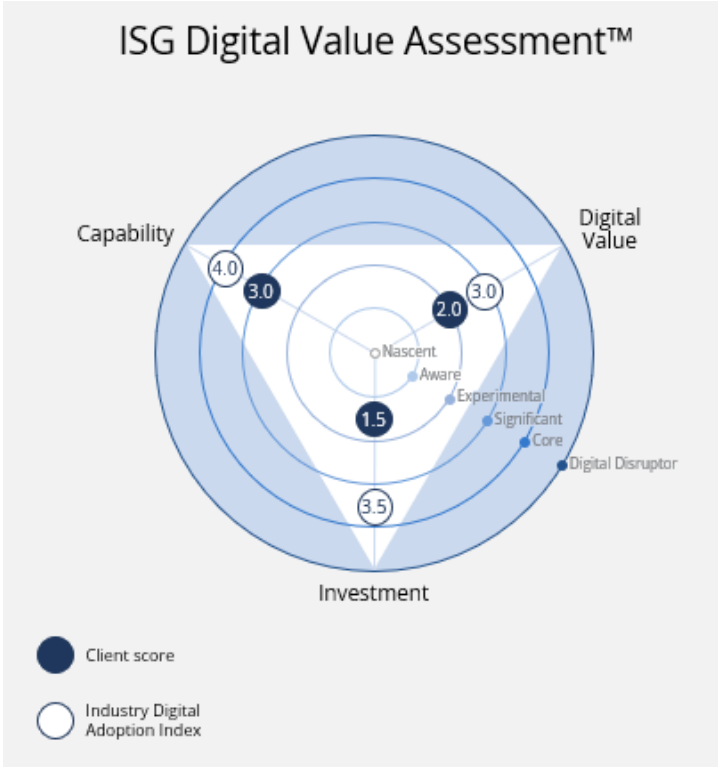 ISG Digital Value Assessment™
Capability
Digital
Value
4.0
3.0
3.0
2.0
Nascent
Aware
Experimental
1.5
Significant
Core
Digital Disruptor
3.5
Investment
Client score
Industry Digital
Adoption Index